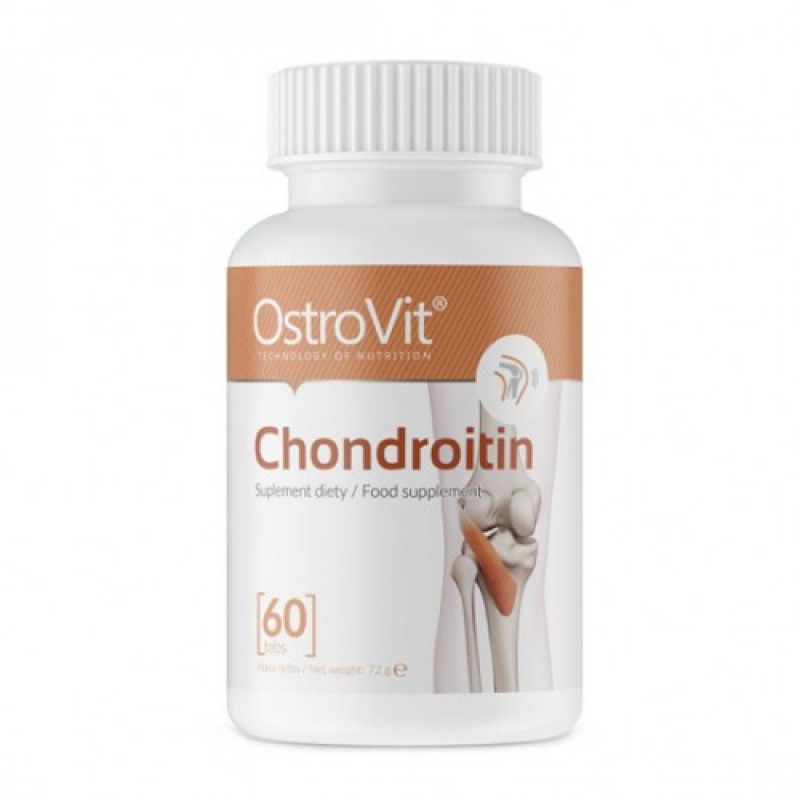 OstroVit®
TECHNOLOGY OF NUTRITION
Chondroitin
Suplement diety / Food supplement
[60]
tabs
Masa netto / Net weight: 72 g ℮